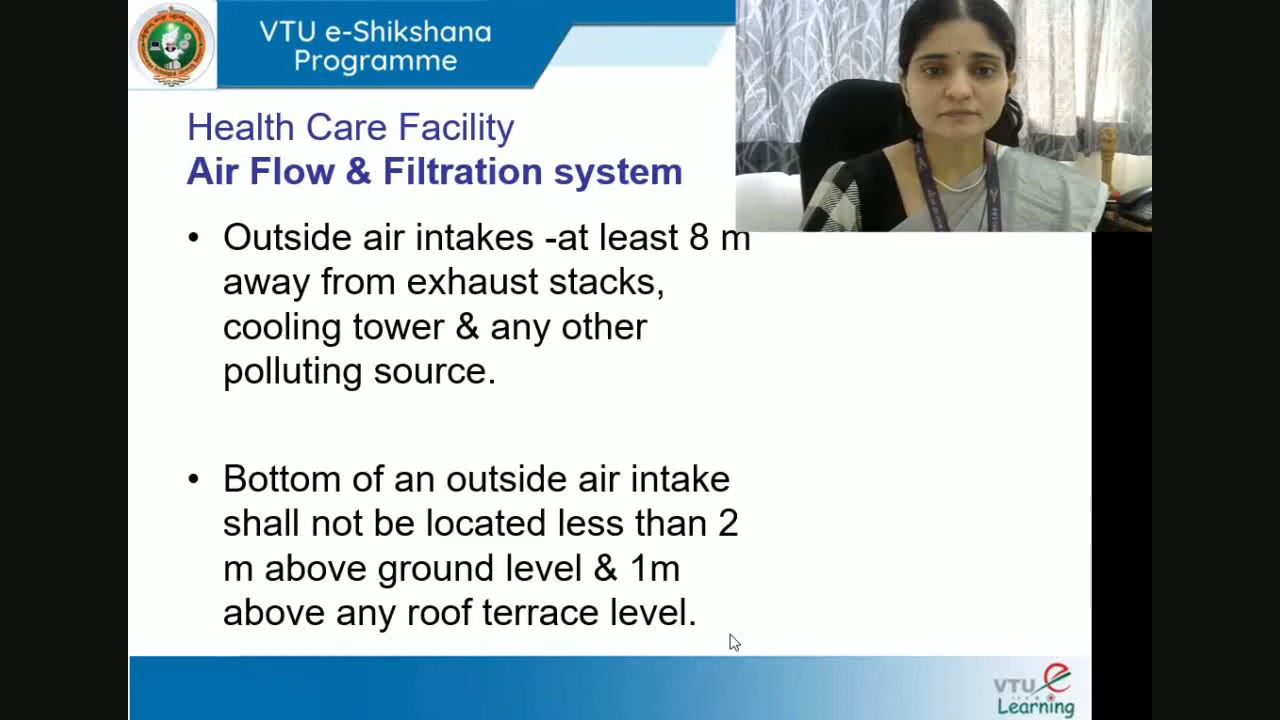 VTU e-Shikshana
Programme
Health Care Facility
Air Flow & Filtration system
• Outside air intakes -at least 8 m
away from exhaust stacks,
cooling tower & any other
polluting source.
• Bottom of an outside air intake
shall not be located less than 2
m above ground level & 1m
above any roof terrace level.
VTU e
Learning